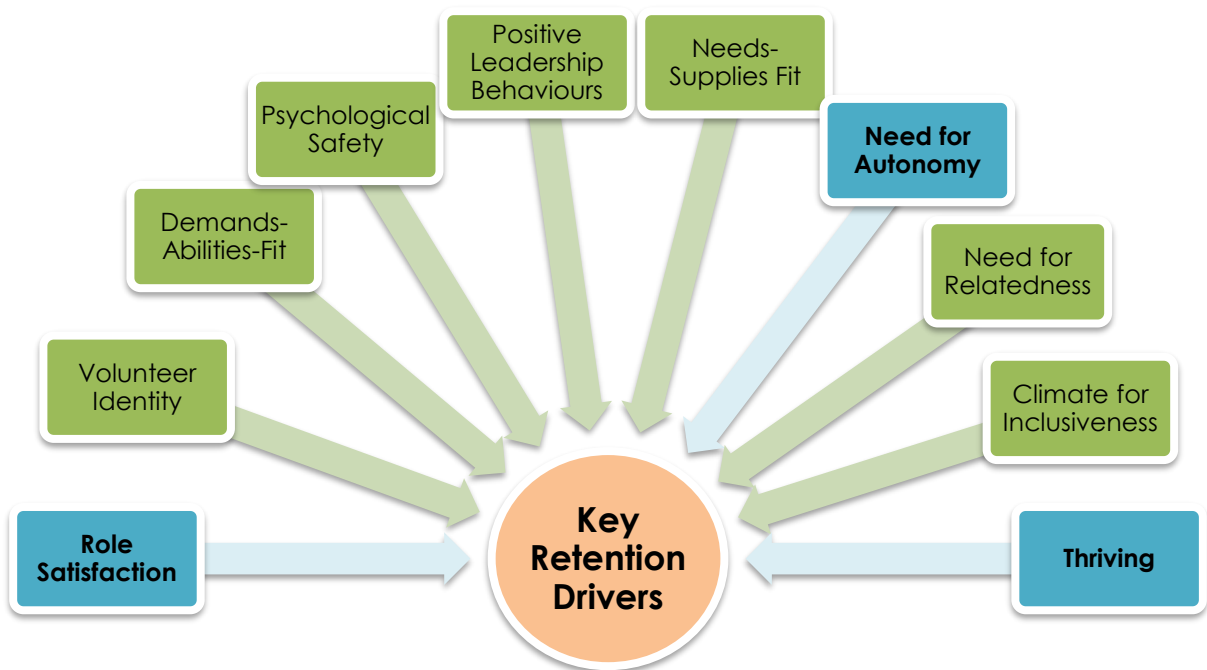 Positive
Leadership
Behaviours
Needs-
Supplies Fit
Psychological
Safety
Need for
Autonomy
Demands-
Abilities-Fit
Need for
Relatedness
Volunteer
Identity
Climate for
Inclusiveness
Role
Satisfaction
Key
Retention
Drivers
Thriving